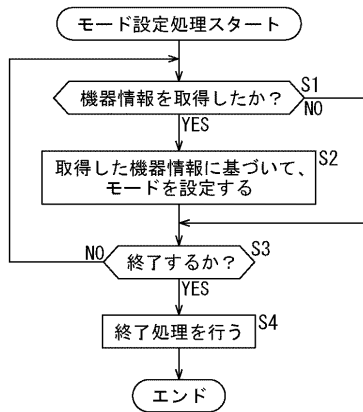 モード設定処理スタート
機器情報を取得したか?
S1
NO
YES
取得した機器情報に基づいて、
モードを設定する
S2
NO
終了するか?
S3
YES
終了処理を行う
S4
エンド